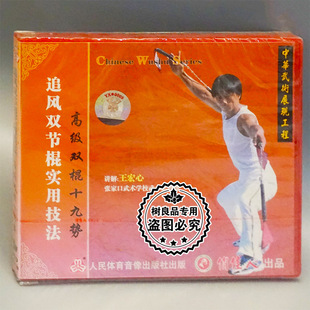 Chinese Wushu Series
中华武术展现工程
追风双节棍实用技法
高级双棍十九势
讲解:王宏心
张家口武术学校
树良品专用
盗图必究
人民体育音像出版社出版
出品